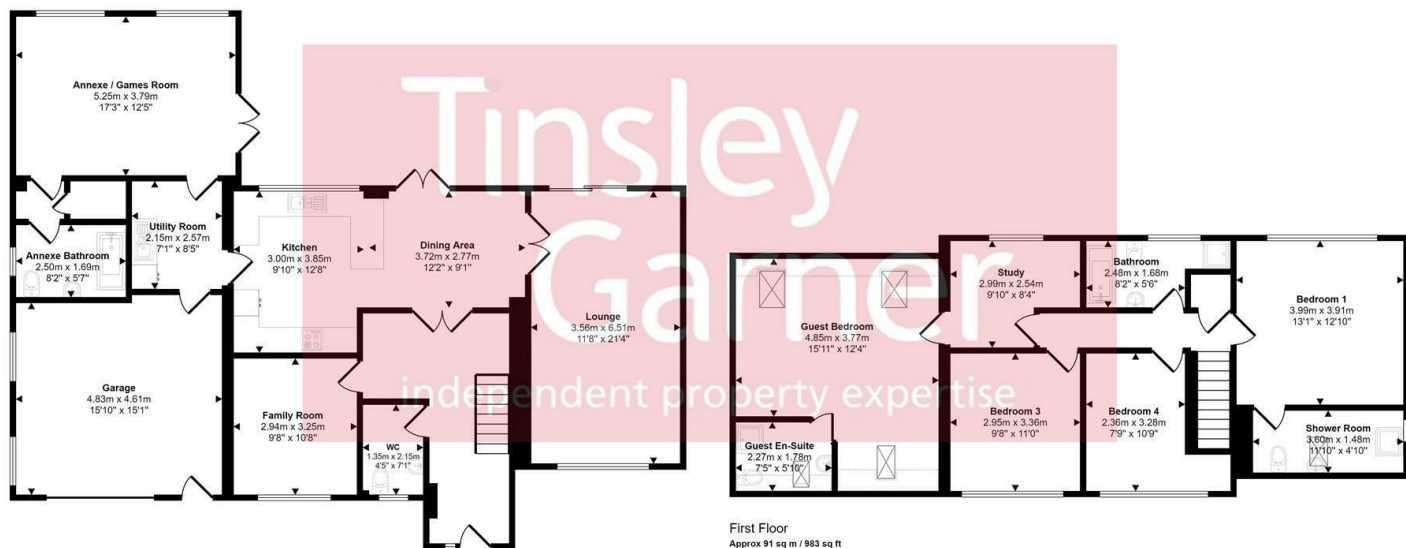 Tinsley
Garner
independent property expertise
Annexe / Games Room
5.25m x 3.79m
17'3" x 12'5"
Utility Room
2.15m x 2.57m
7'1" x 8'5"
Annexe Bathroom
2.50m x 1.69m
8'2" x 5'7"
Kitchen
3.00m x 3.85m
9'10" x 12'8"
Dining Area
3.72m x 2.77m
12'2" x 9'1"
Lounge
3.56m x 6.51m
11'8" x 21'4"
Garage
4.83m x 4.61m
15'10" x 15'1"
Family Room
2.94m x 3.25m
9'8" x 10'8"
WC
1.35m x 2.15m
4'5" x 7'1"
Guest Bedroom
4.85m x 3.77m
15'11" x 12'4"
Study
2.99m x 2.54m
9'10" x 8'4"
Bathroom
2.48m x 1.68m
8'2" x 5'6"
Bedroom 1
3.99m x 3.91m
13'1" x 12'10"
Guest En-Suite
2.27m x 1.78m
7'5" x 5'10"
Bedroom 3
2.95m x 3.36m
9'8" x 11'0"
Bedroom 4
2.36m x 3.28m
7'9" x 10'9"
Shower Room
3.60m x 1.48m
11'10" x 4'10"
First Floor
Approx 91 sq m / 983 sq ft